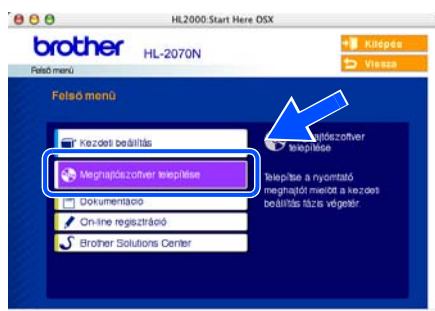 HL2000:Start Here OSX
brother
HL-2070N
Kilépés
Vissza
Felső menü
Felső menü
Kezdeti beállítás
Meghajtószoftver telepítése
Dokumentáció
On-line regisztráció
Brother Solutions Center
telepítése
Telepítse a nyomtató
meghajtót mielőtt a kezdeti
beállítás fázis végetér.